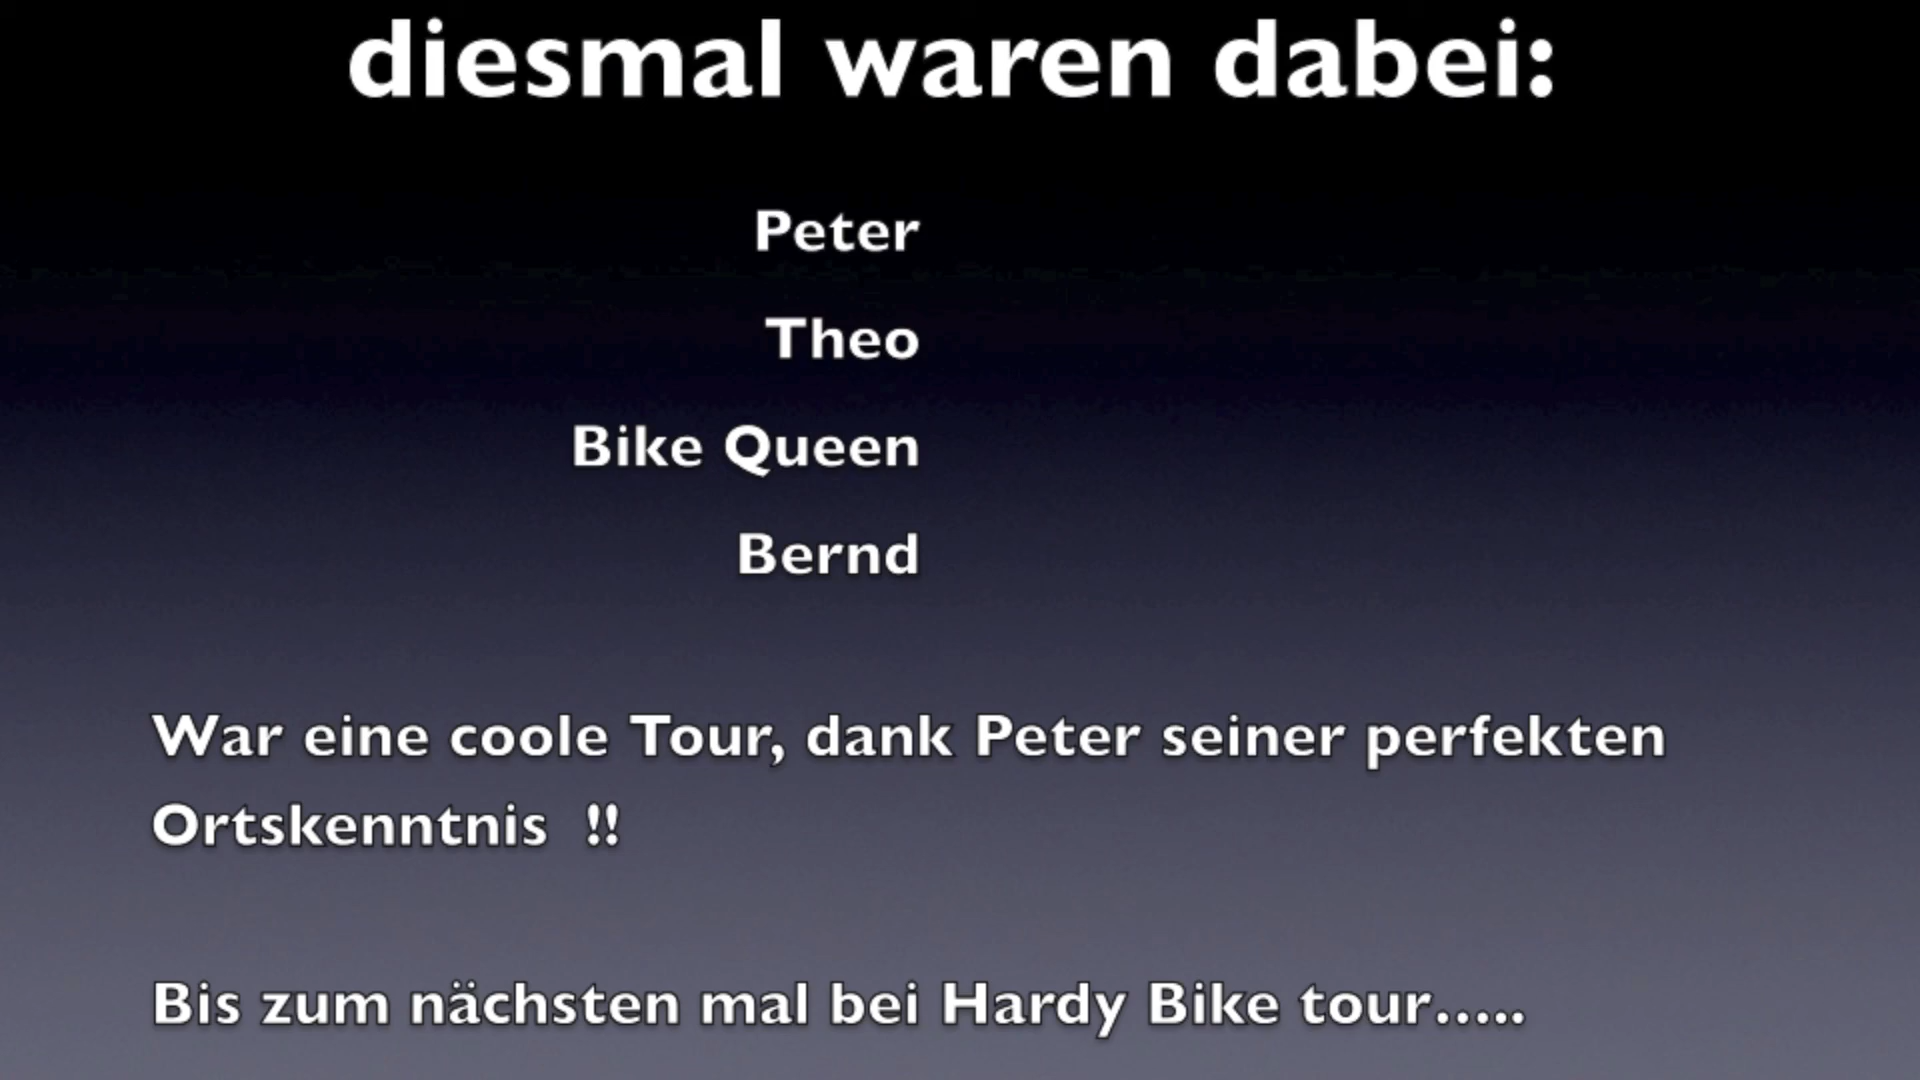 diesmal waren dabei:
Peter
Theo
Bike Queen
Bernd
War eine coole Tour, dank Peter seiner perfekten
Ortskenntnis  !!
Bis zum nächsten mal bei Hardy Bike tour.....